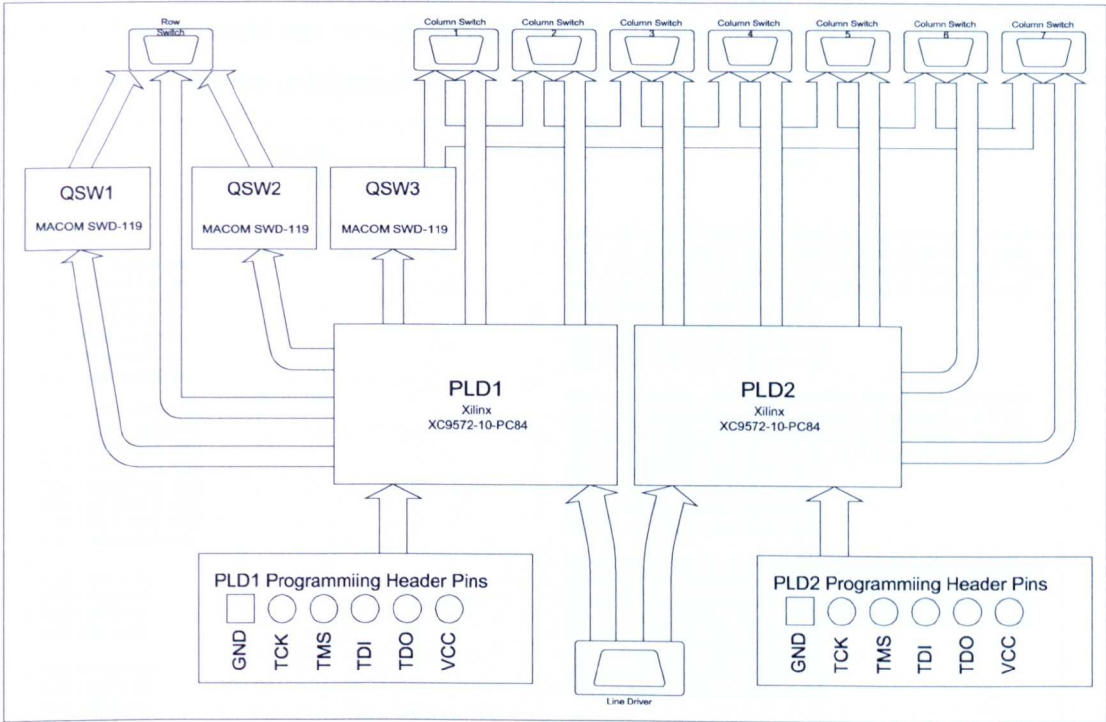 Row
Switch
Column Switch
1
Column Switch
2
Column Switch
3
Column Switch
4
Column Switch
5
Column Switch
6
Column Switch
7
QSW1
MACOM SWD-119
QSW2
MACOM SWD-119
QSW3
MACOM SWD-119
PLD1
Xilinx
XC9572-10-PC84
PLD2
Xilinx
XC9572-10-PC84
PLD1 Programmiing Header Pins
GND
TCK
TMS
TDI
TDO
VCC
PLD2 Programmiing Header Pins
GND
TCK
TMS
TDI
TDO
VCC
Line Driver